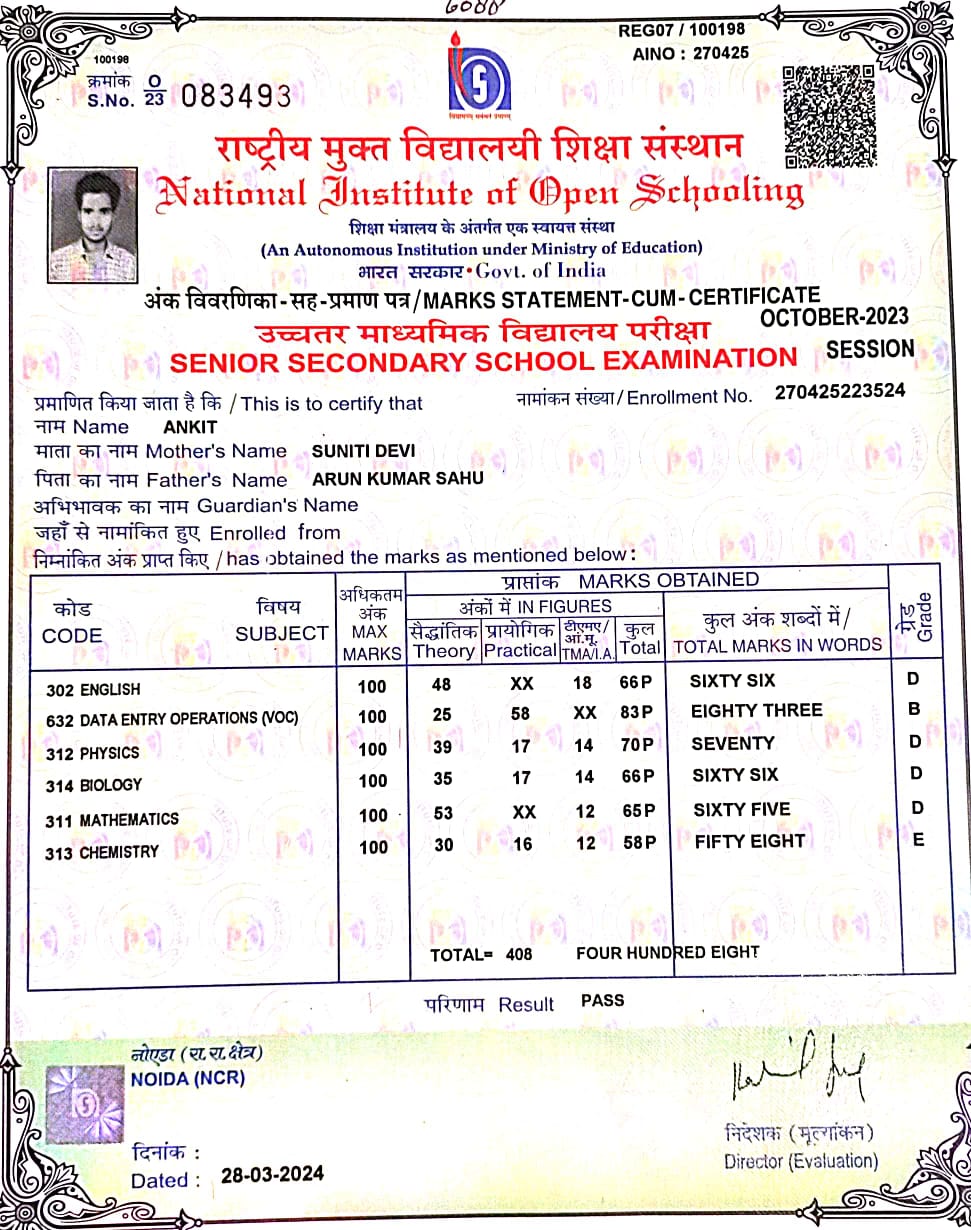 6088
REG07 / 100198
AINO : 270425
100198
क्रमांक O
S.No. 23 083493
विद्याधनम् सर्वधनं प्रधानम्
राष्ट्रीय मुक्त विद्यालयी शिक्षा संस्थान
National Institute of Open Schooling
शिक्षा मंत्रालय के अंतर्गत एक स्वायत्त संस्था
(An Autonomous Institution under Ministry of Education)
भारत सरकार • Govt. of India
अंक विवरणिका-सह-प्रमाण पत्र/MARKS STATEMENT-CUM-CERTIFICATE
उच्चतर माध्यमिक विद्यालय परीक्षा OCTOBER-2023
SENIOR SECONDARY SCHOOL EXAMINATION SESSION
प्रमाणित किया जाता है कि / This is to certify that नामांकन संख्या/Enrollment No. 270425223524
नाम Name ANKIT
माता का नाम Mother's Name SUNITI DEVI
पिता का नाम Father's Name ARUN KUMAR SAHU
अभिभावक का नाम Guardian's Name
जहाँ से नामांकित हुए Enrolled from
निम्नांकित अंक प्राप्त किए / has obtained the marks as mentioned below:
कोड CODE विषय SUBJECT अधिकतम अंक MAX MARKS प्राप्तांक MARKS OBTAINED ग्रेड Grade
अंकों में IN FIGURES कुल अंक शब्दों में/ TOTAL MARKS IN WORDS
सैद्धांतिक Theory प्रायोगिक Practical टीएमए/आं.मू. TMA/I.A. कुल Total
302 ENGLISH 100 48 XX 18 66P SIXTY SIX D
632 DATA ENTRY OPERATIONS (VOC) 100 25 58 XX 83P EIGHTY THREE B
312 PHYSICS 100 39 17 14 70P SEVENTY D
314 BIOLOGY 100 35 17 14 66P SIXTY SIX D
311 MATHEMATICS 100 53 XX 12 65P SIXTY FIVE D
313 CHEMISTRY 100 30 16 12 58P FIFTY EIGHT E
TOTAL= 408 FOUR HUNDRED EIGHT
परिणाम Result PASS
नोएडा (रा.रा.क्षेत्र)
NOIDA (NCR)
निदेशक (मूल्यांकन)
Director (Evaluation)
दिनांक :
Dated : 28-03-2024